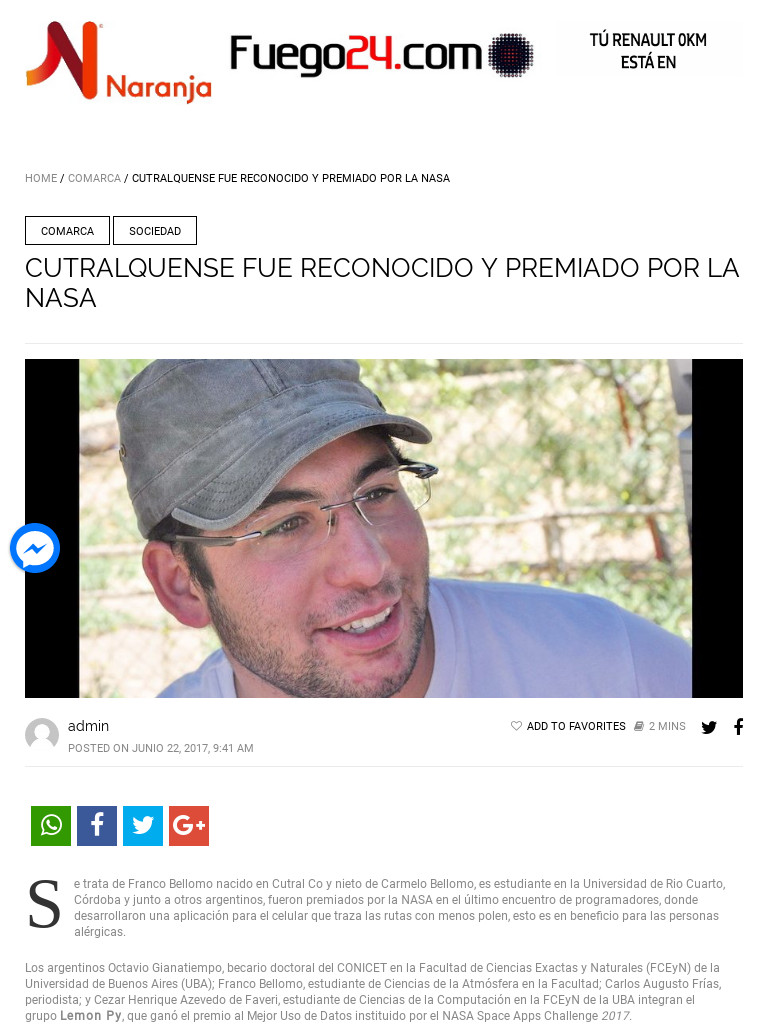 Naranja
Fuego24.com
TÚ RENAULT 0KM
ESTÁ EN
HOME / COMARCA / CUTRALQUENSE FUE RECONOCIDO Y PREMIADO POR LA NASA
COMARCA SOCIEDAD
CUTRALQUENSE FUE RECONOCIDO Y PREMIADO POR LA
NASA
admin
ADD TO FAVORITES 2 MINS
POSTED ON JUNIO 22, 2017, 9:41 AM
Se trata de Franco Bellomo nacido en Cutral Co y nieto de Carmelo Bellomo, es estudiante en la Universidad de Rio Cuarto,
Córdoba y junto a otros argentinos, fueron premiados por la NASA en el último encuentro de programadores, donde
desarrollaron una aplicación para el celular que traza las rutas con menos polen, esto es en beneficio para las personas
alérgicas.
Los argentinos Octavio Gianatiempo, becario doctoral del CONICET en la Facultad de Ciencias Exactas y Naturales (FCEyN) de la
Universidad de Buenos Aires (UBA); Franco Bellomo, estudiante de Ciencias de la Atmósfera en la Facultad; Carlos Augusto Frías,
periodista; y Cezar Henrique Azevedo de Faveri, estudiante de Ciencias de la Computación en la FCEyN de la UBA integran el
grupo Lemon Py, que ganó el premio al Mejor Uso de Datos instituido por el NASA Space Apps Challenge 2017.